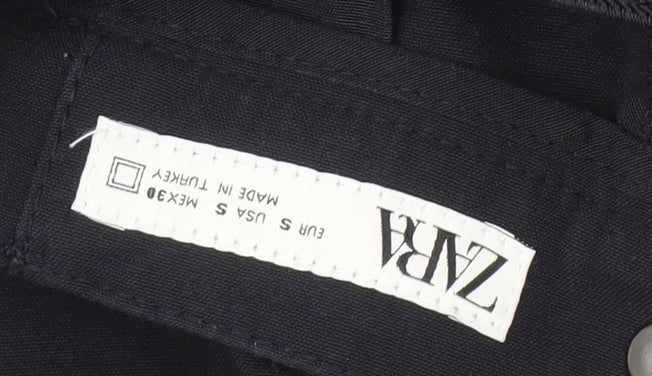 ZARA
EUR S USA S MEX30
MADE IN TURKEY